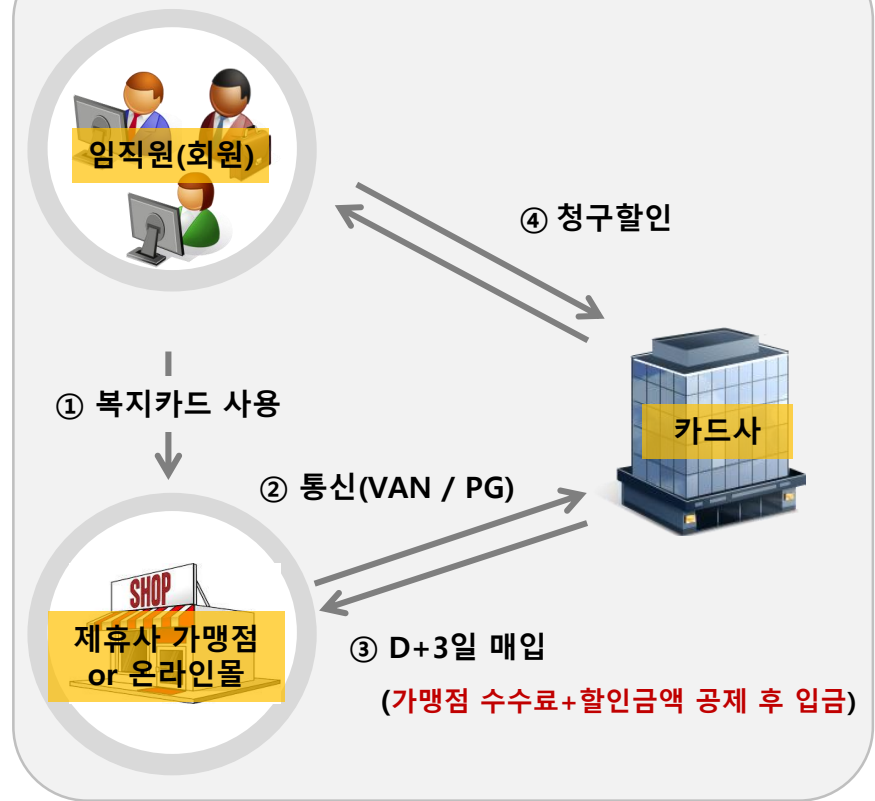 임직원(회원)
④ 청구할인
카드사
① 복지카드 사용
② 통신(VAN / PG)
SHOP
제휴사 가맹점
or 온라인몰
③ D+3일 매입
(가맹점 수수료+할인금액 공제 후 입금)